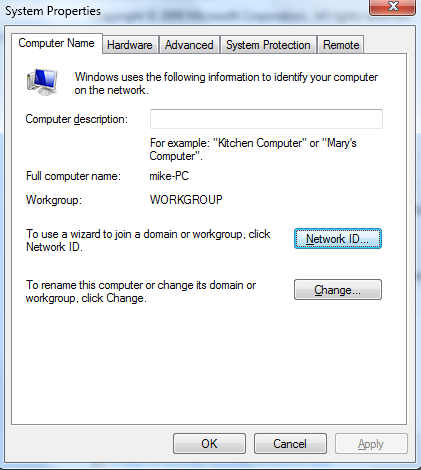 System Properties
Computer Name
Hardware
Advanced
System Protection
Remote
Windows uses the following information to identify your computer
on the network.
Computer description:
For example: "Kitchen Computer" or "Mary's
Computer".
Full computer name:
mike-PC
Workgroup:
WORKGROUP
To use a wizard to join a domain or workgroup, click
Network ID.
Network ID...
To rename this computer or change its domain or
workgroup, click Change.
Change...
OK
Cancel
Apply